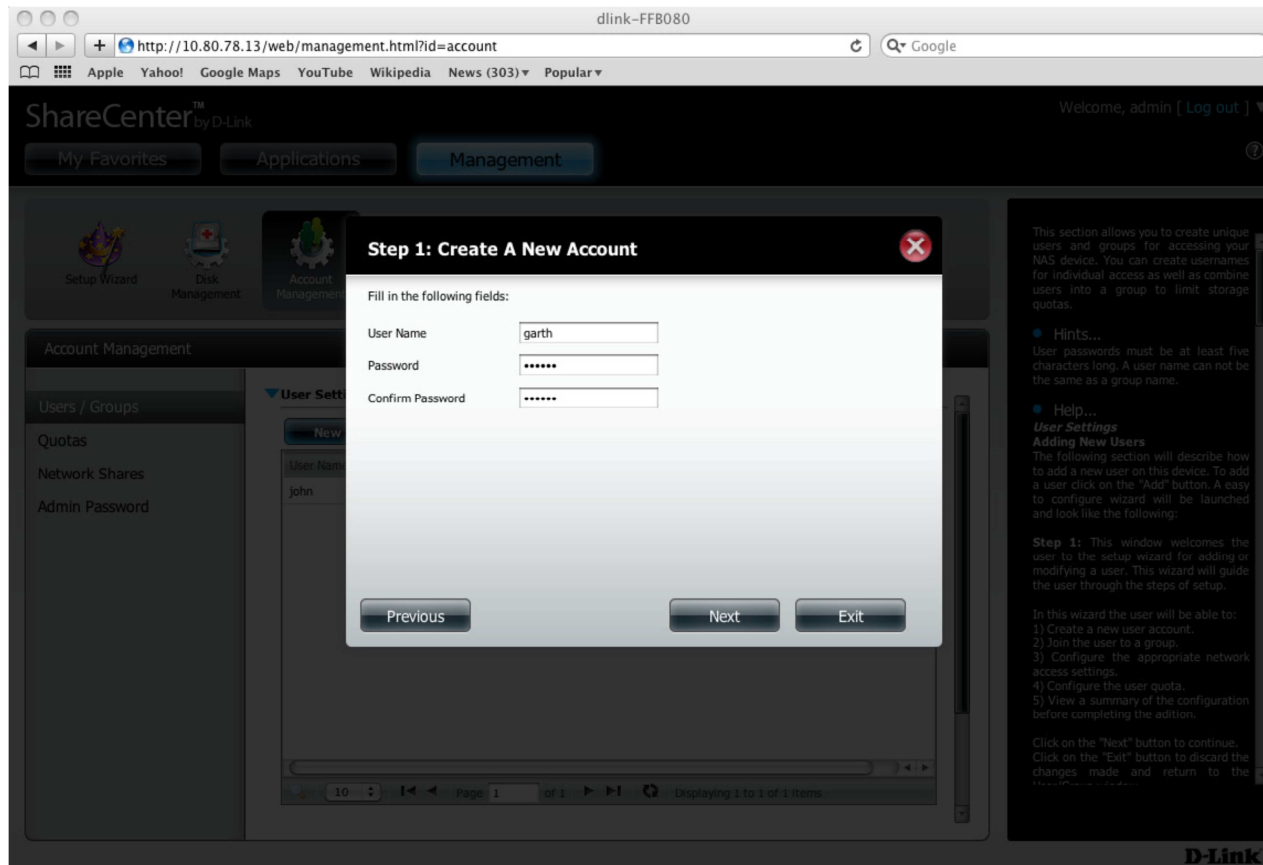 dlink-FFB080
http://10.80.78.13/web/management.html?id=account
Google
Apple Yahoo! Google Maps YouTube Wikipedia News (303)▾ Popular▾
ShareCenter™ by D-Link
Welcome, admin [ Log out ]
My Favorites Applications Management
Setup Wizard
Disk Management
Account Management
Step 1: Create A New Account
Fill in the following fields:
User Name garth
Password ••••••
Confirm Password ••••••
Previous Next Exit
Account Management
Users / Groups
Quotas
Network Shares
Admin Password
User Setti
New
User Name
john
10 Page 1 of 1 Displaying 1 to 1 of 1 items
This section allows you to create unique
users and groups for accessing your
NAS device. You can create usernames
for individual access as well as combine
users into a group to limit storage
quotas.
Hints...
User passwords must be at least five
characters long. A user name can not be
the same as a group name.
Help...
User Settings
Adding New Users
The following section will describe how
to add a new user on this device. To add
a user click on the "Add" button. A easy
to configure wizard will be launched
and look like the following:
Step 1: This window welcomes the
user to the setup wizard for adding or
modifying a user. This wizard will guide
the user through the steps of setup.
In this wizard the user will be able to:
1) Create a new user account.
2) Join the user to a group.
3) Configure the appropriate network
access settings.
4) Configure the user quota.
5) View a summary of the configuration
before completing the adition.
Click on the "Next" button to continue.
Click on the "Exit" button to discard the
changes made and return to the
D-Link